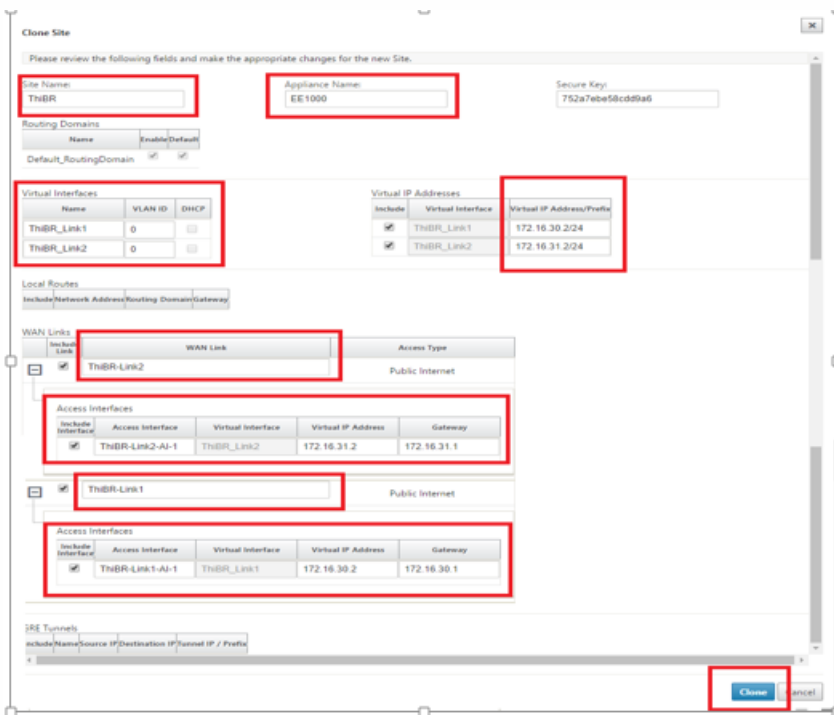 Clone Site
Please review the following fields and make the appropriate changes for the new Site.
Site Name: Appliance Name: Secure Key:
ThiBR EE1000 752a7ebe58cdd9a6
Routing Domains
Name Enable Default
Default_RoutingDomain
Virtual Interfaces Virtual IP Addresses
Name VLAN ID DHCP Include Virtual Interface Virtual IP Address/Prefix
ThiBR_Link1 0 ThiBR_Link1 172.16.30.2/24
ThiBR_Link2 0 ThiBR_Link2 172.16.31.2/24
Local Routes
Include Network Address Routing Domain Gateway
WAN Links
Include Link WAN Link Access Type
ThiBR-Link2 Public Internet
Access Interfaces
Include Interface Access Interface Virtual Interface Virtual IP Address Gateway
ThiBR-Link2-AI-1 ThiBR_Link2 172.16.31.2 172.16.31.1
ThiBR-Link1 Public Internet
Access Interfaces
Include Interface Access Interface Virtual Interface Virtual IP Address Gateway
ThiBR-Link1-AI-1 ThiBR_Link1 172.16.30.2 172.16.30.1
GRE Tunnels
Include Name Source IP Destination IP Tunnel IP / Prefix
Clone Cancel